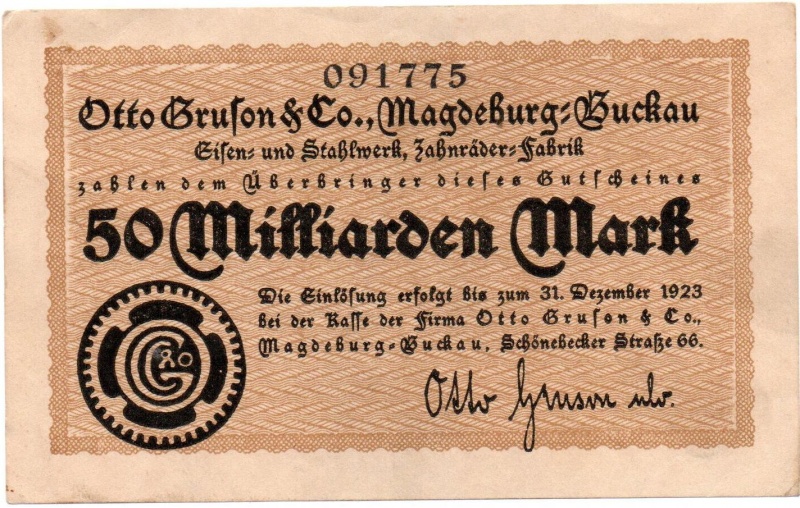 091775
Otto Gruson & Co., Magdeburg=Buckau
Eisen= und Stahlwerk, Zahnräder=Fabrik
zahlen dem Überbringer dieses Gutscheines
50 Milliarden Mark
Die Einlösung erfolgt bis zum 31. Dezember 1923
bei der Kasse der Firma Otto Gruson & Co.,
Magdeburg=Buckau, Schönebecker Straße 66.
Otto Gruson